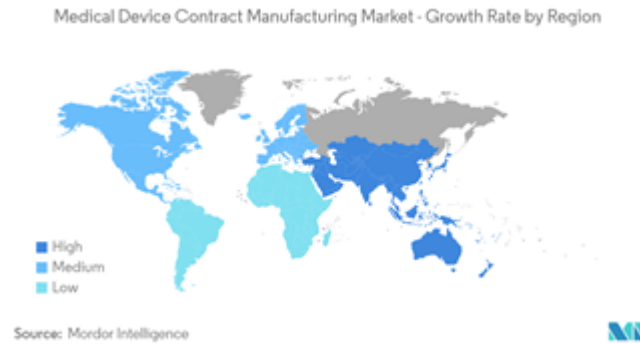 Medical Device Contract Manufacturing Market - Growth Rate by Region
High
Medium
Low
Source: Mordor Intelligence